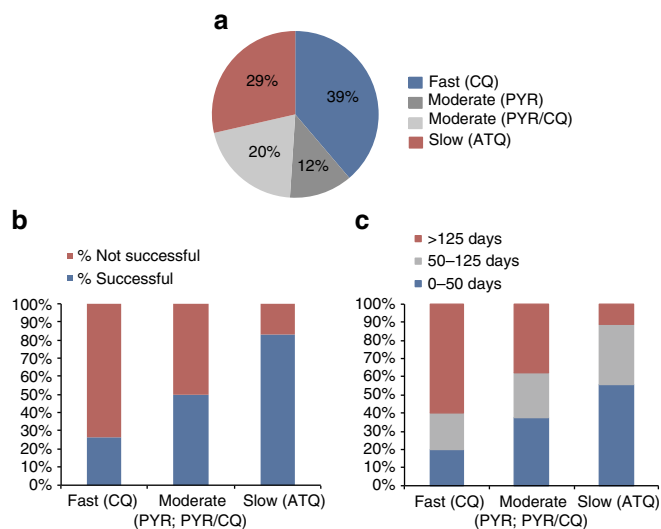 a
29%
39%
20%
12%
Fast (CQ)
Moderate (PYR)
Moderate (PYR/CQ)
Slow (ATQ)
b
% Not successful
% Successful
100%
90%
80%
70%
60%
50%
40%
30%
20%
10%
0%
Fast (CQ)
Moderate
(PYR; PYR/CQ)
Slow (ATQ)
c
>125 days
50–125 days
0–50 days
100%
90%
80%
70%
60%
50%
40%
30%
20%
10%
0%
Fast (CQ)
Moderate
(PYR; PYR/CQ)
Slow (ATQ)